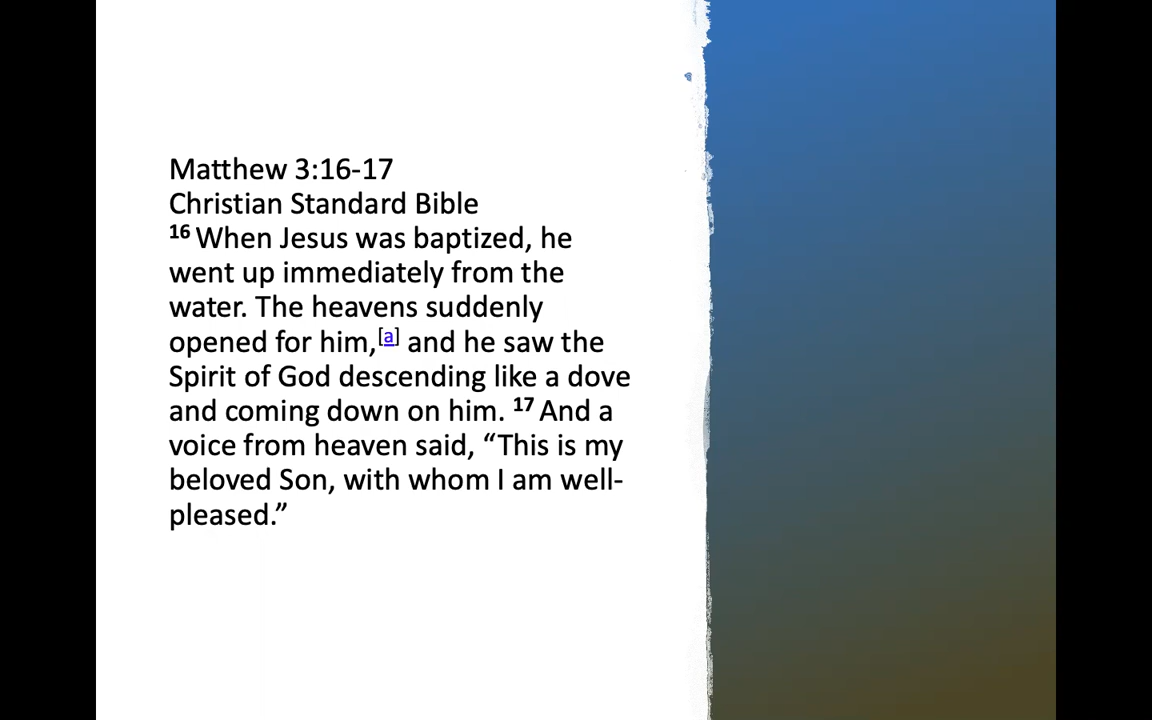 Matthew 3:16-17
Christian Standard Bible
16 When Jesus was baptized, he
went up immediately from the
water. The heavens suddenly
opened for him,[a] and he saw the
Spirit of God descending like a dove
and coming down on him. 17 And a
voice from heaven said, “This is my
beloved Son, with whom I am well-
pleased.”